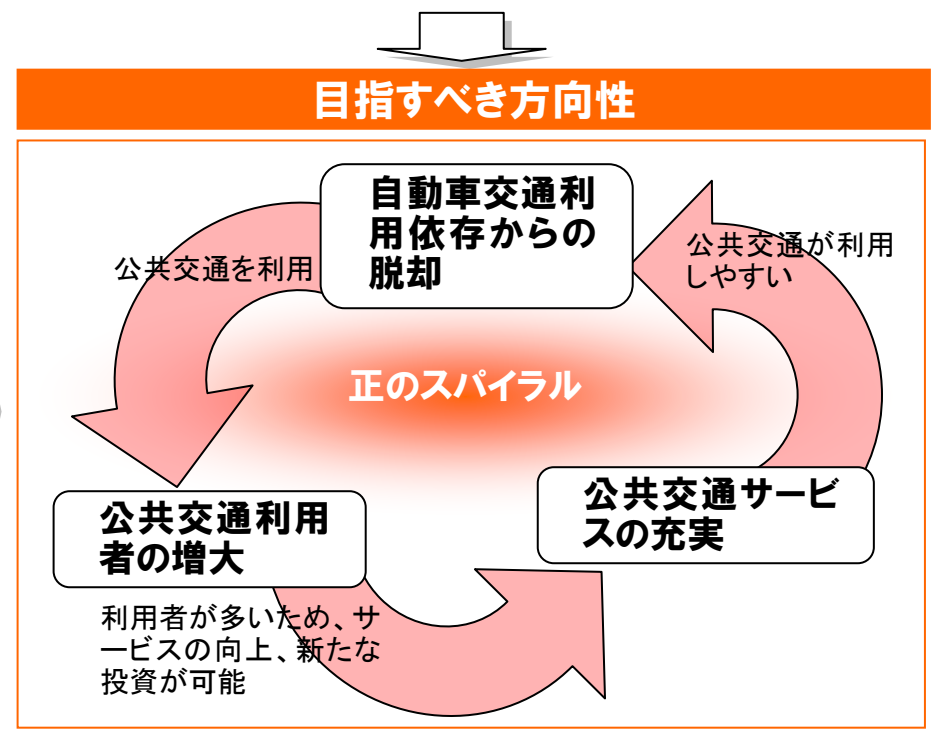 目指すべき方向性
自動車交通利
用依存からの
脱却
公共交通を利用
公共交通が利用
しやすい
正のスパイラル
公共交通利用
者の増大
公共交通サービ
スの充実
利用者が多いため、サ
ービスの向上、新たな
投資が可能